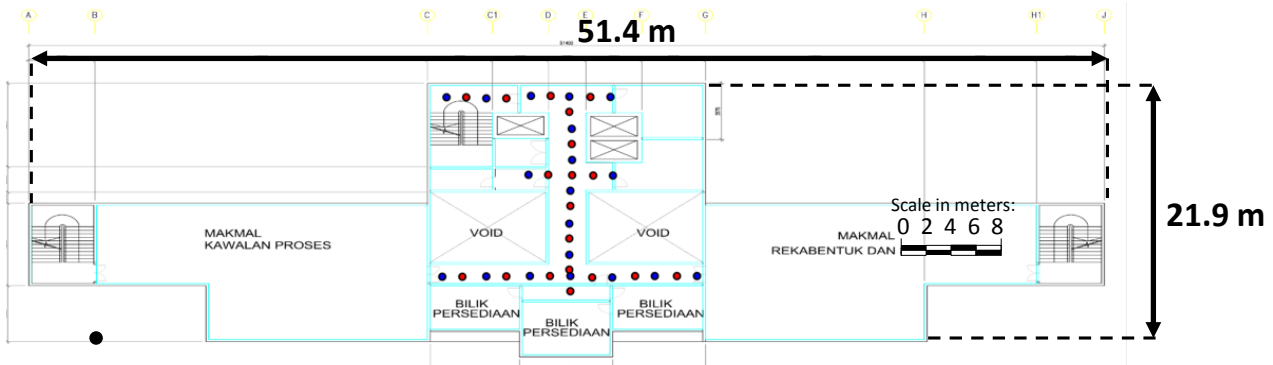 A B C C1 D E F G H H1 J
51.4 m
51400
21.9 m
Scale in meters:
0 2 4 6 8
MAKMAL
KAWALAN PROSES
VOID
VOID
MAKMAL
REKABENTUK DAN
BILIK
PERSEDIAAN
BILIK
PERSEDIAAN
BILIK
PERSEDIAAN